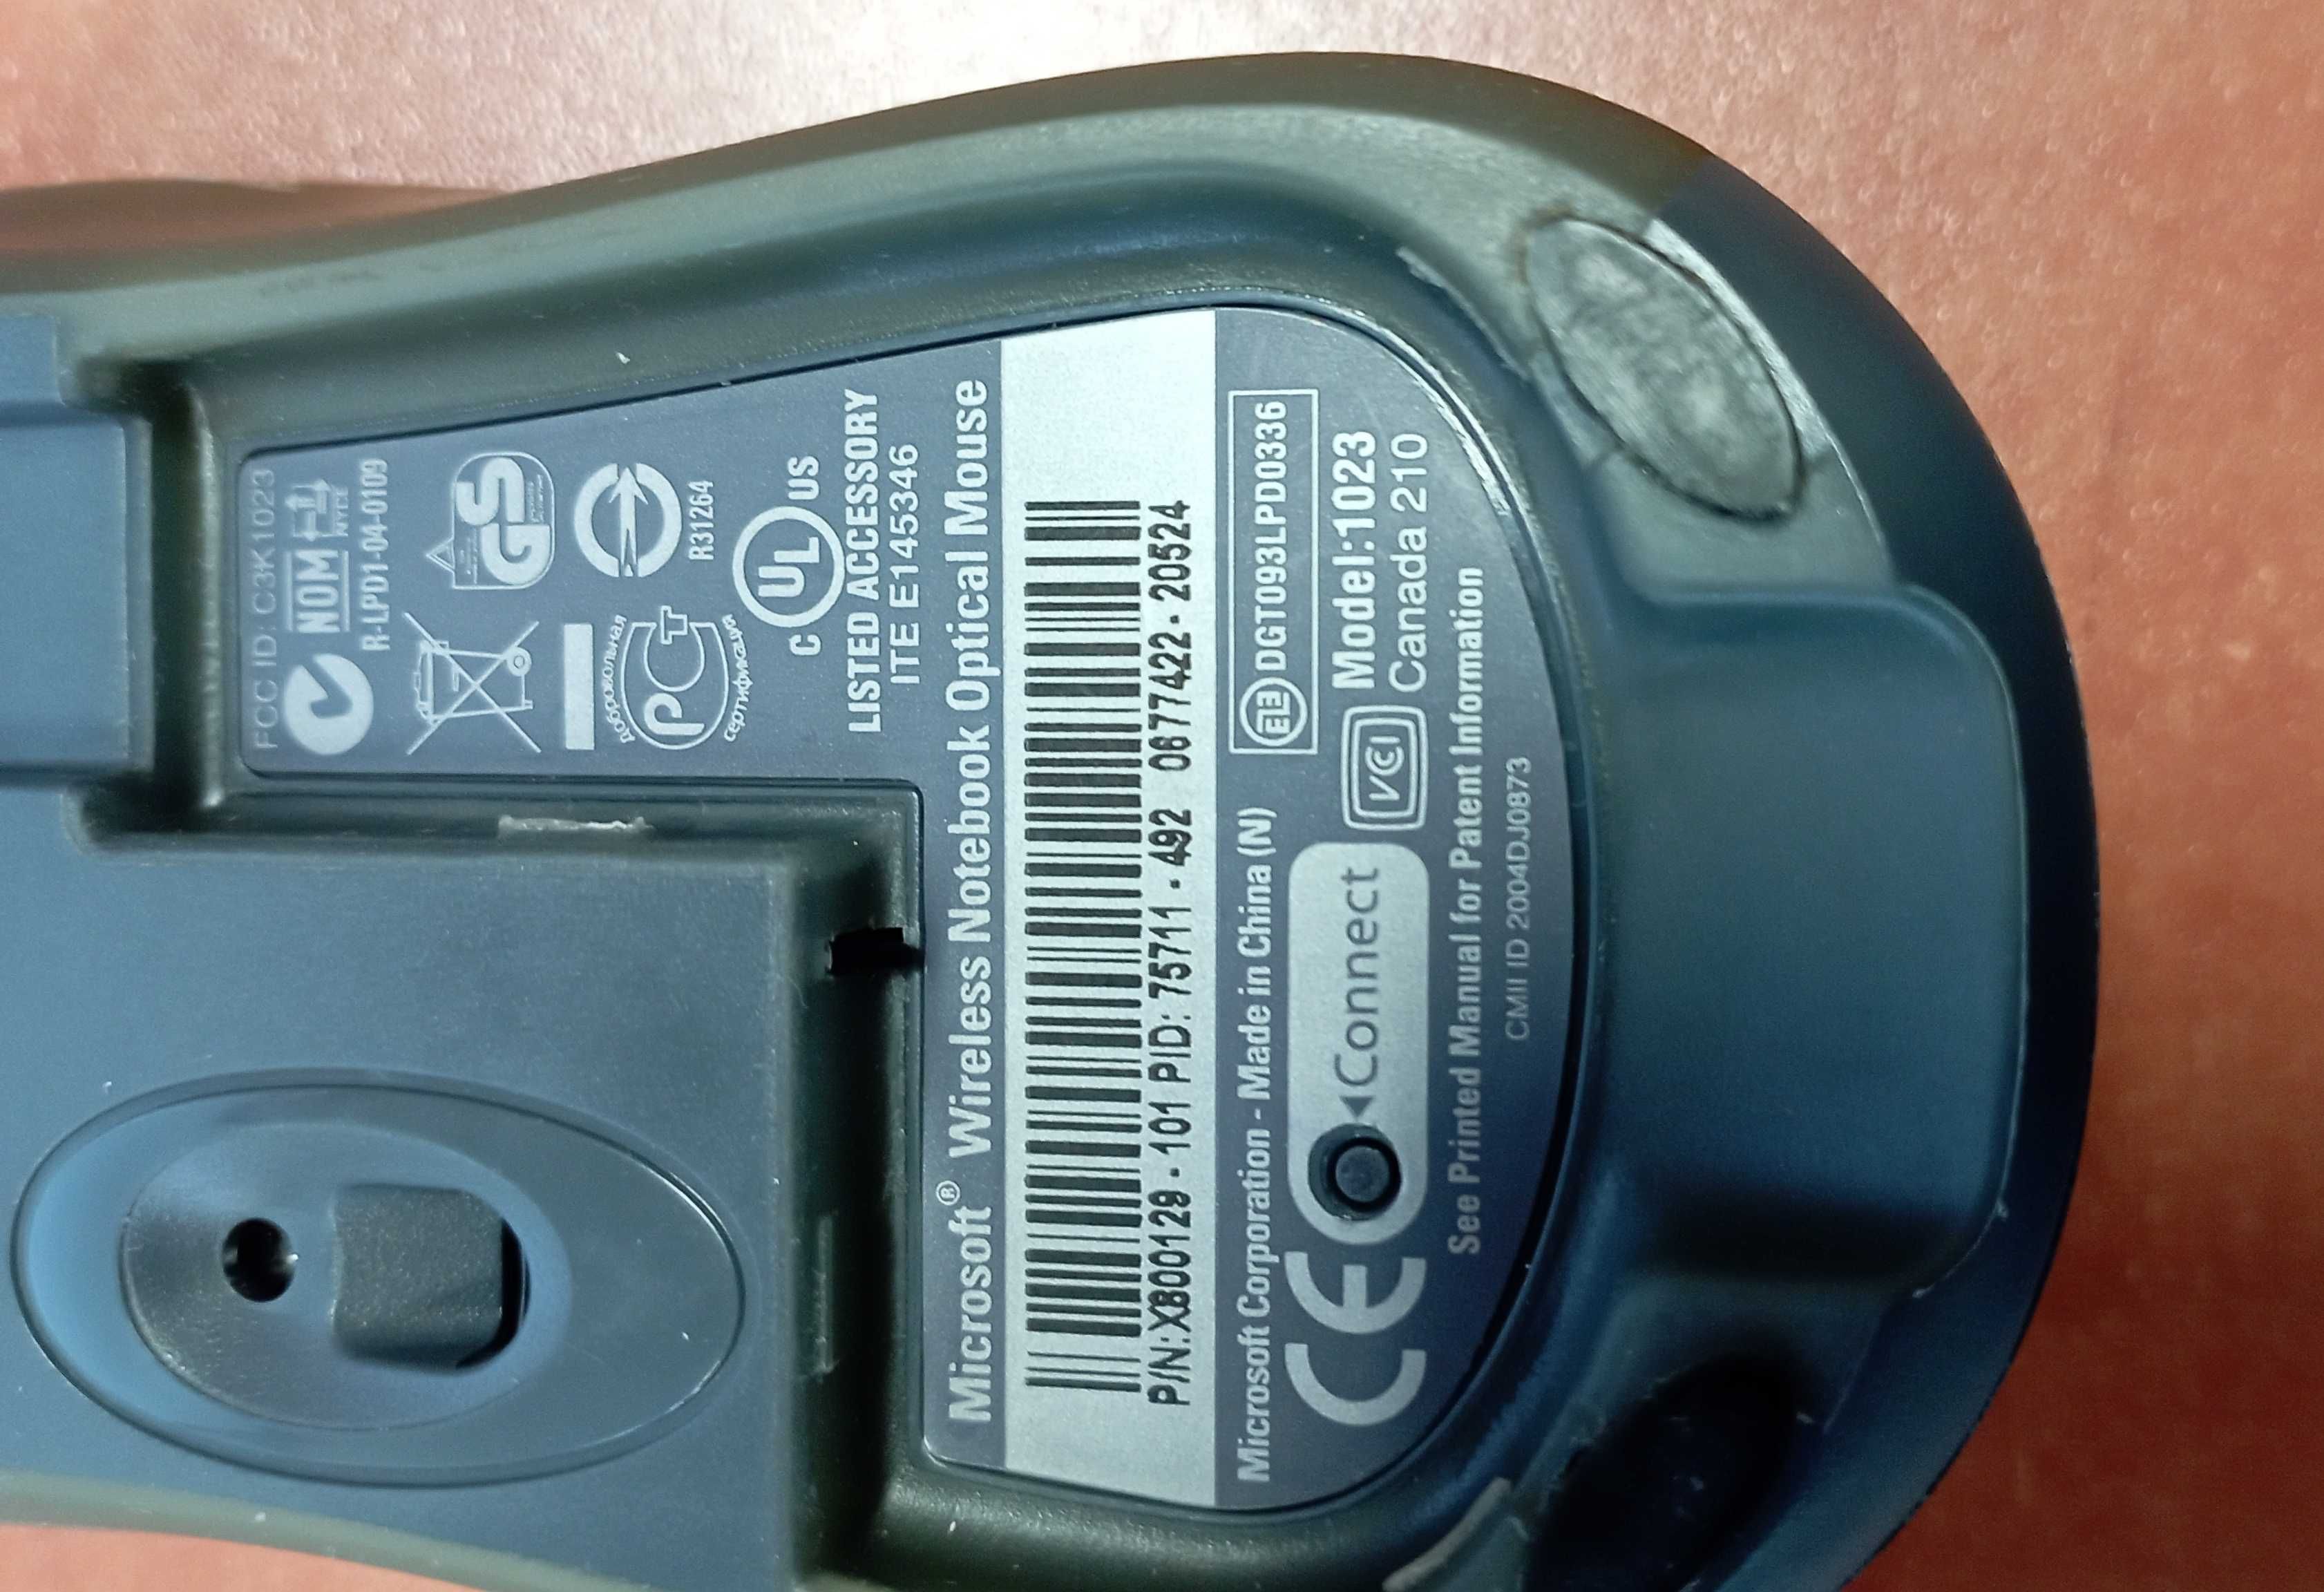 FCC ID: C3K1023
NOM NYCE
R-LPD1-04-0109
GS
R31264
добровольная
РСТ
сертификация
C UL US
LISTED ACCESSORY
ITE E145346
Microsoft® Wireless Notebook Optical Mouse
P/N:X800129 - 101 PID: 75711 - 492 0677422 - 20524
Microsoft Corporation - Made in China (N)
DGT093LPD0336
CE
◄Connect
VCI
Model:1023
Canada 210
See Printed Manual for Patent Information
CMII ID 2004DJ0873